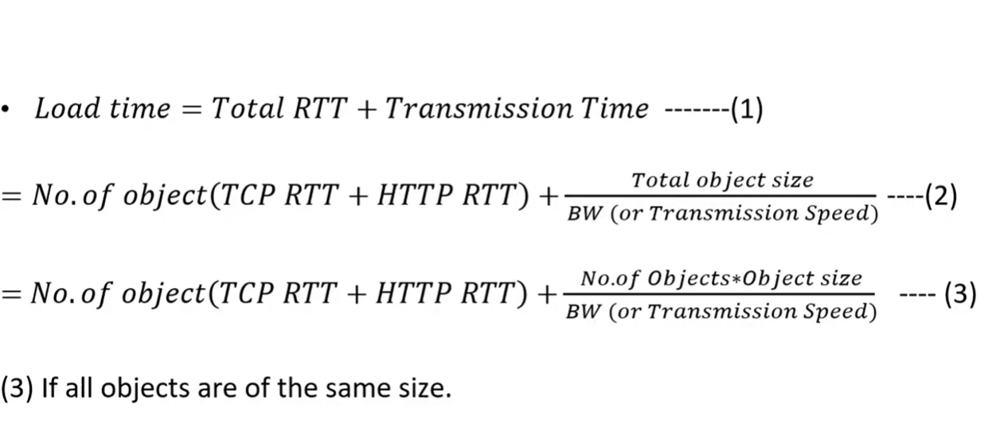 • Load time = Total RTT + Transmission Time -------(1)
= No. of object(TCP RTT + HTTP RTT) + Total object size / BW (or Transmission Speed) ----(2)
= No. of object(TCP RTT + HTTP RTT) + No.of Objects*Object size / BW (or Transmission Speed) ---- (3)
(3) If all objects are of the same size.